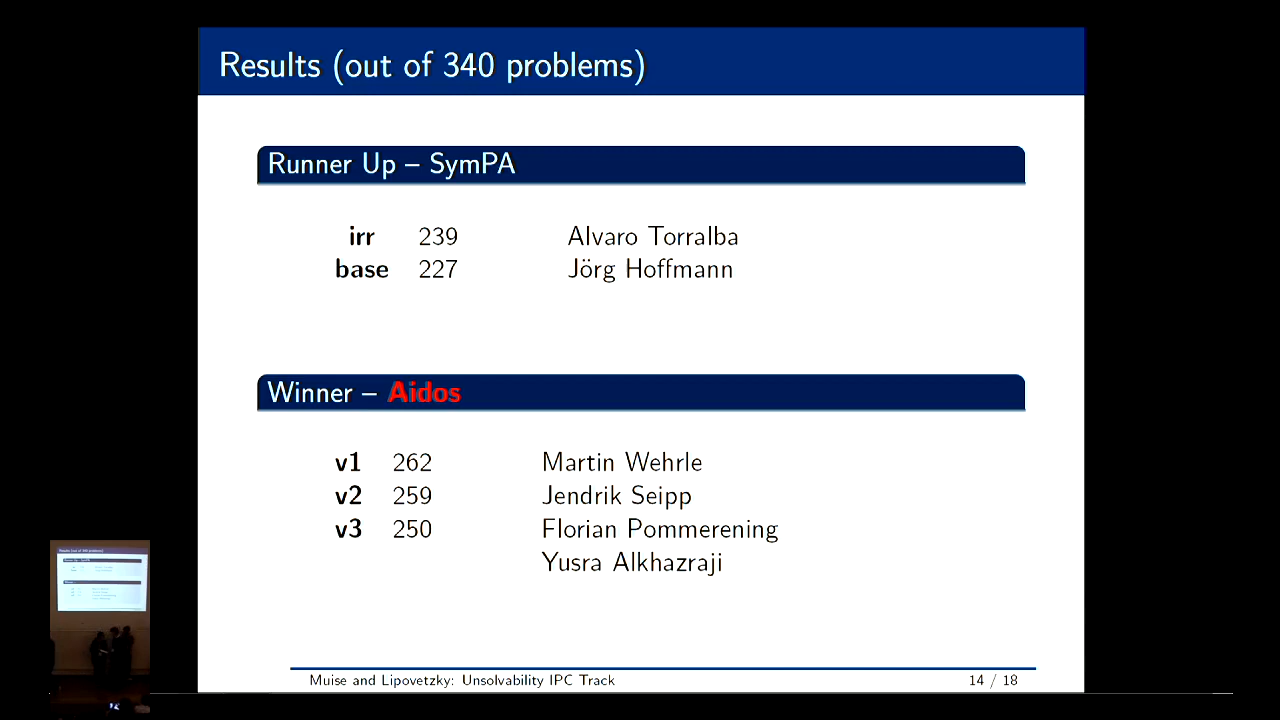 Results (out of 340 problems)
Runner Up – SymPA
irr 239 Alvaro Torralba
base 227 Jörg Hoffmann
Winner – Aidos
v1 262 Martin Wehrle
v2 259 Jendrik Seipp
v3 250 Florian Pommerening
Yusra Alkhazraji
Muise and Lipovetzky: Unsolvability IPC Track 14 / 18